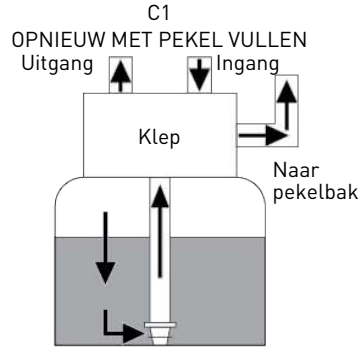 C1
OPNIEUW MET PEKEL VULLEN
Uitgang
Ingang
Klep
Naar
pekelbak